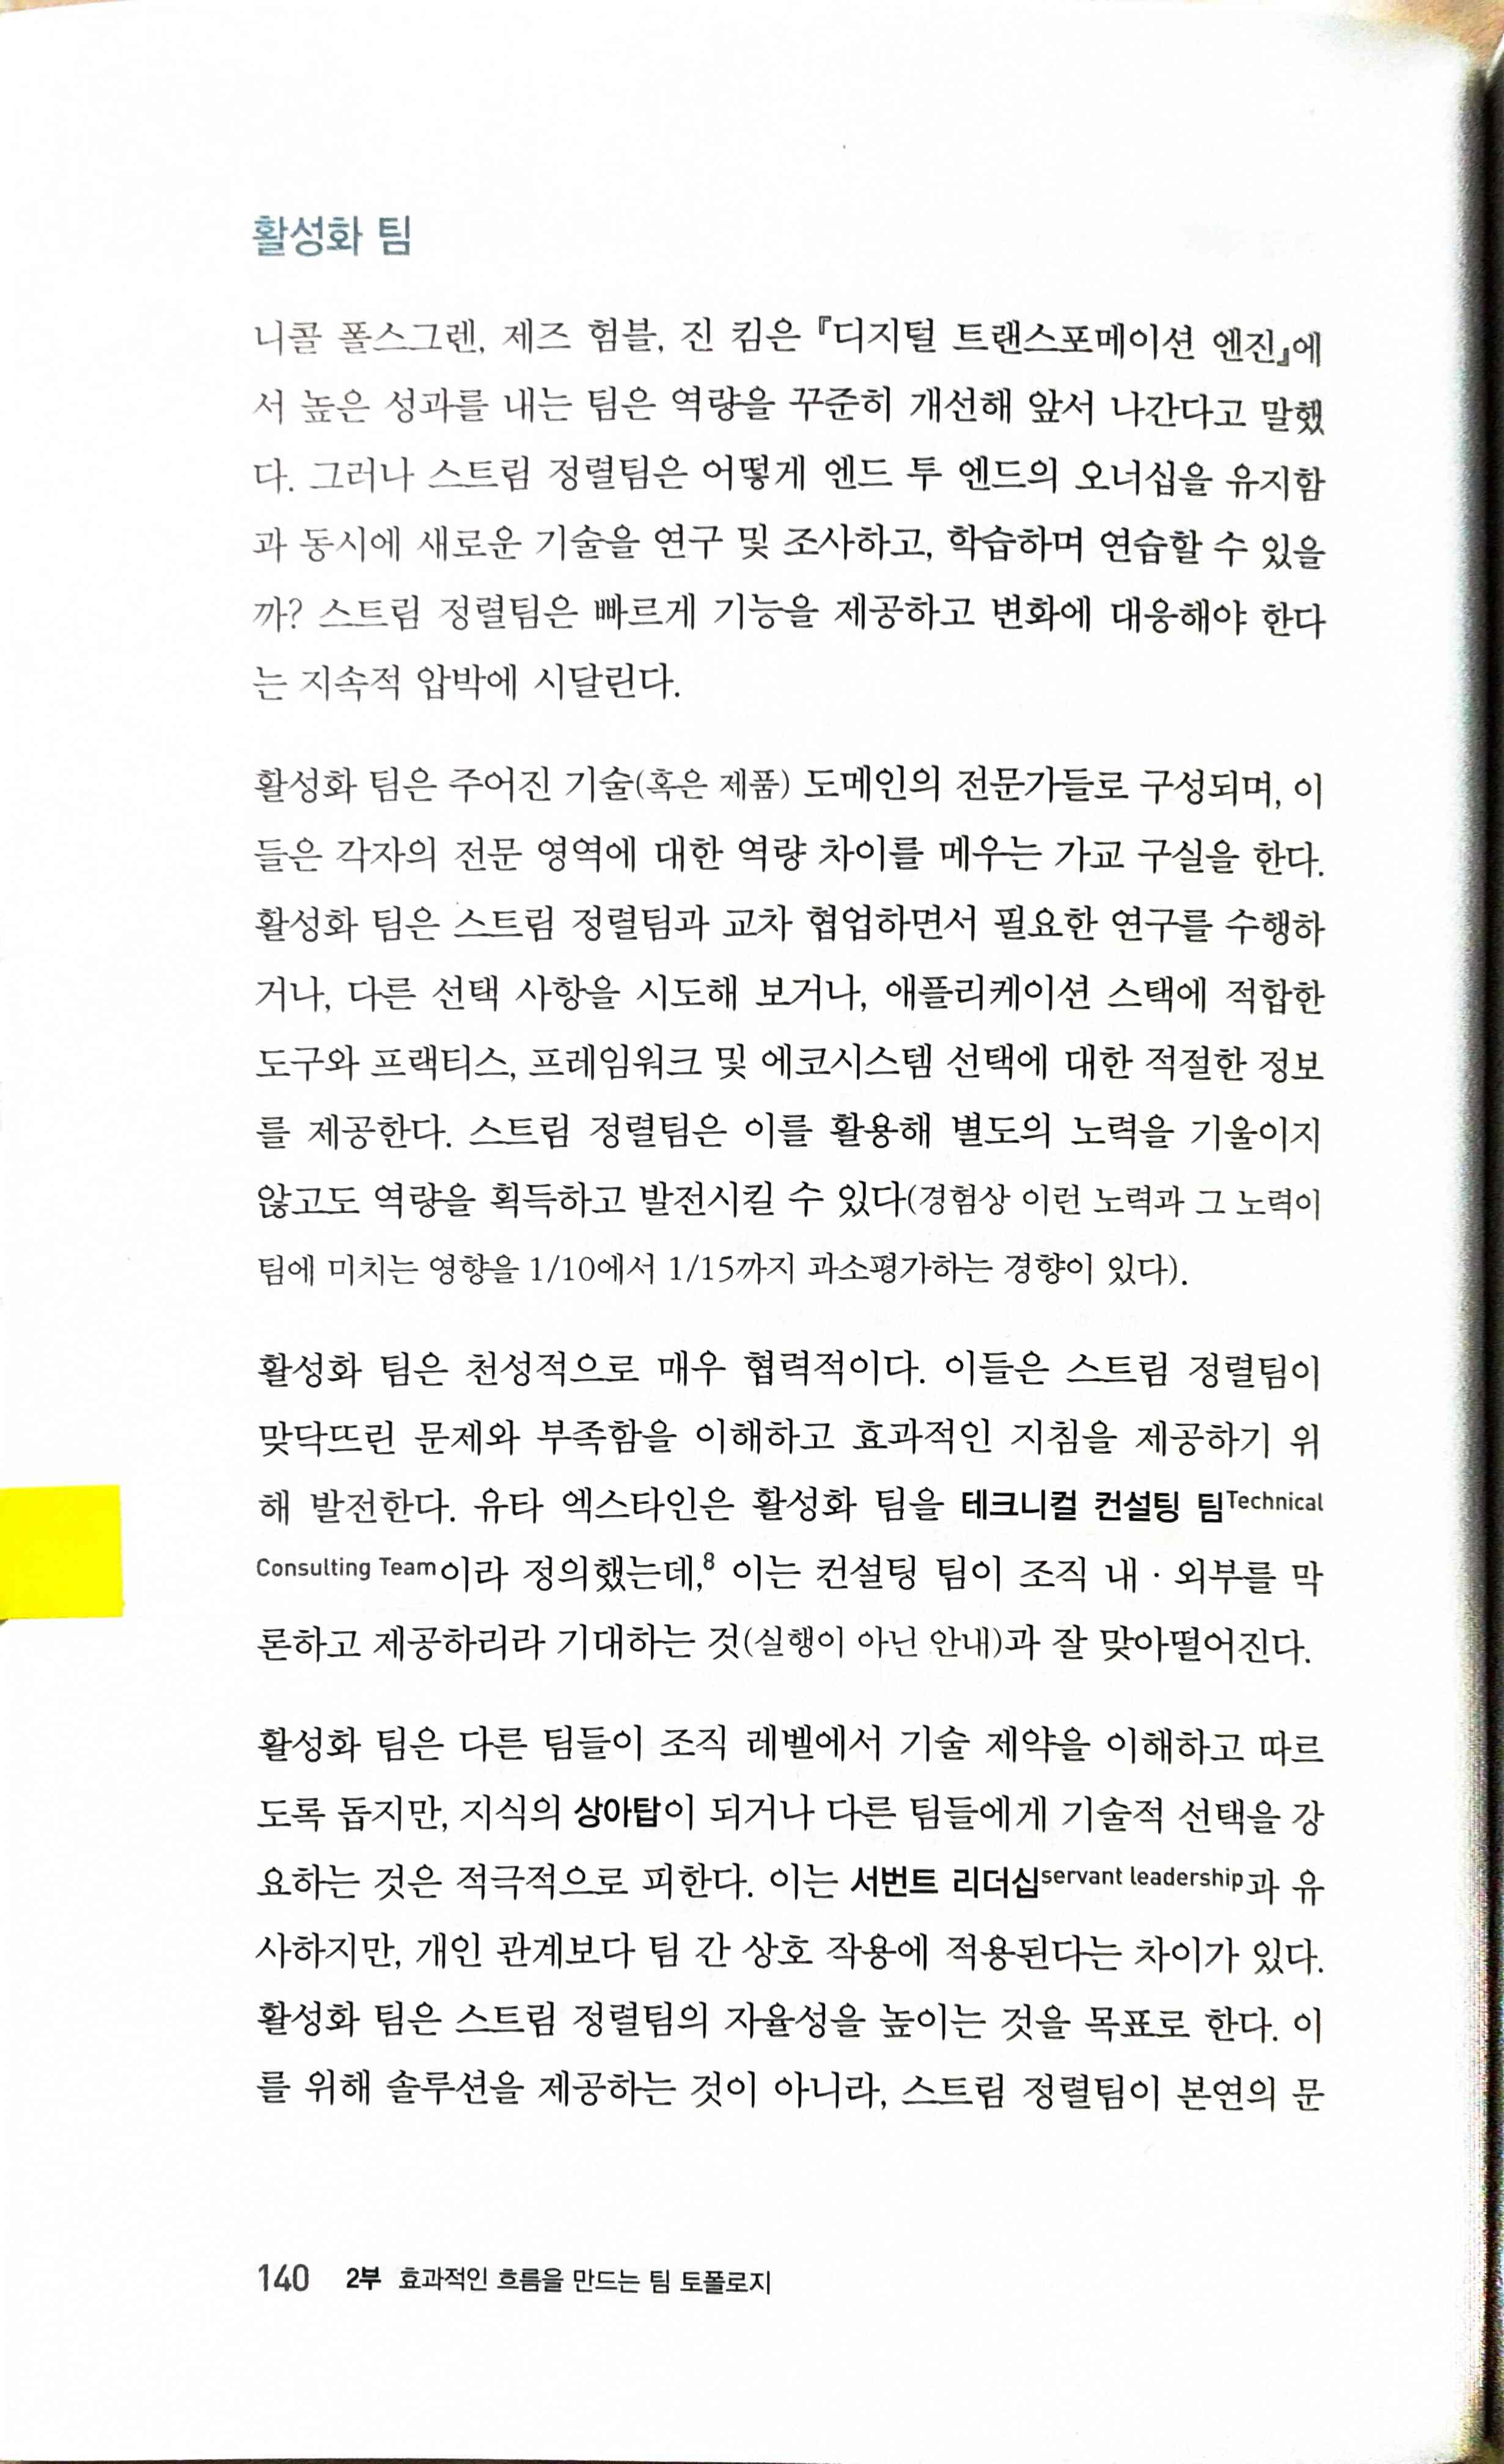 활성화 팀
니콜 폴스그렌, 제즈 험블, 진 킴은 『디지털 트랜스포메이션 엔진』에
서 높은 성과를 내는 팀은 역량을 꾸준히 개선해 앞서 나간다고 말했
다. 그러나 스트림 정렬팀은 어떻게 엔드 투 엔드의 오너십을 유지함
과 동시에 새로운 기술을 연구 및 조사하고, 학습하며 연습할 수 있을
까? 스트림 정렬팀은 빠르게 기능을 제공하고 변화에 대응해야 한다
는 지속적 압박에 시달린다.
활성화 팀은 주어진 기술(혹은 제품) 도메인의 전문가들로 구성되며, 이
들은 각자의 전문 영역에 대한 역량 차이를 메우는 가교 구실을 한다.
활성화 팀은 스트림 정렬팀과 교차 협업하면서 필요한 연구를 수행하
거나, 다른 선택 사항을 시도해 보거나, 애플리케이션 스택에 적합한
도구와 프랙티스, 프레임워크 및 에코시스템 선택에 대한 적절한 정보
를 제공한다. 스트림 정렬팀은 이를 활용해 별도의 노력을 기울이지
않고도 역량을 획득하고 발전시킬 수 있다(경험상 이런 노력과 그 노력이
팀에 미치는 영향을 1/10에서 1/15까지 과소평가하는 경향이 있다).
활성화 팀은 천성적으로 매우 협력적이다. 이들은 스트림 정렬팀이
맞닥뜨린 문제와 부족함을 이해하고 효과적인 지침을 제공하기 위
해 발전한다. 유타 엑스타인은 활성화 팀을 테크니컬 컨설팅 팀Technical
Consulting Team이라 정의했는데,8 이는 컨설팅 팀이 조직 내·외부를 막
론하고 제공하리라 기대하는 것(실행이 아닌 안내)과 잘 맞아떨어진다.
활성화 팀은 다른 팀들이 조직 레벨에서 기술 제약을 이해하고 따르
도록 돕지만, 지식의 상아탑이 되거나 다른 팀들에게 기술적 선택을 강
요하는 것은 적극적으로 피한다. 이는 서번트 리더십servant leadership과 유
사하지만, 개인 관계보다 팀 간 상호 작용에 적용된다는 차이가 있다.
활성화 팀은 스트림 정렬팀의 자율성을 높이는 것을 목표로 한다. 이
를 위해 솔루션을 제공하는 것이 아니라, 스트림 정렬팀이 본연의 문
140 2부 효과적인 흐름을 만드는 팀 토폴로지